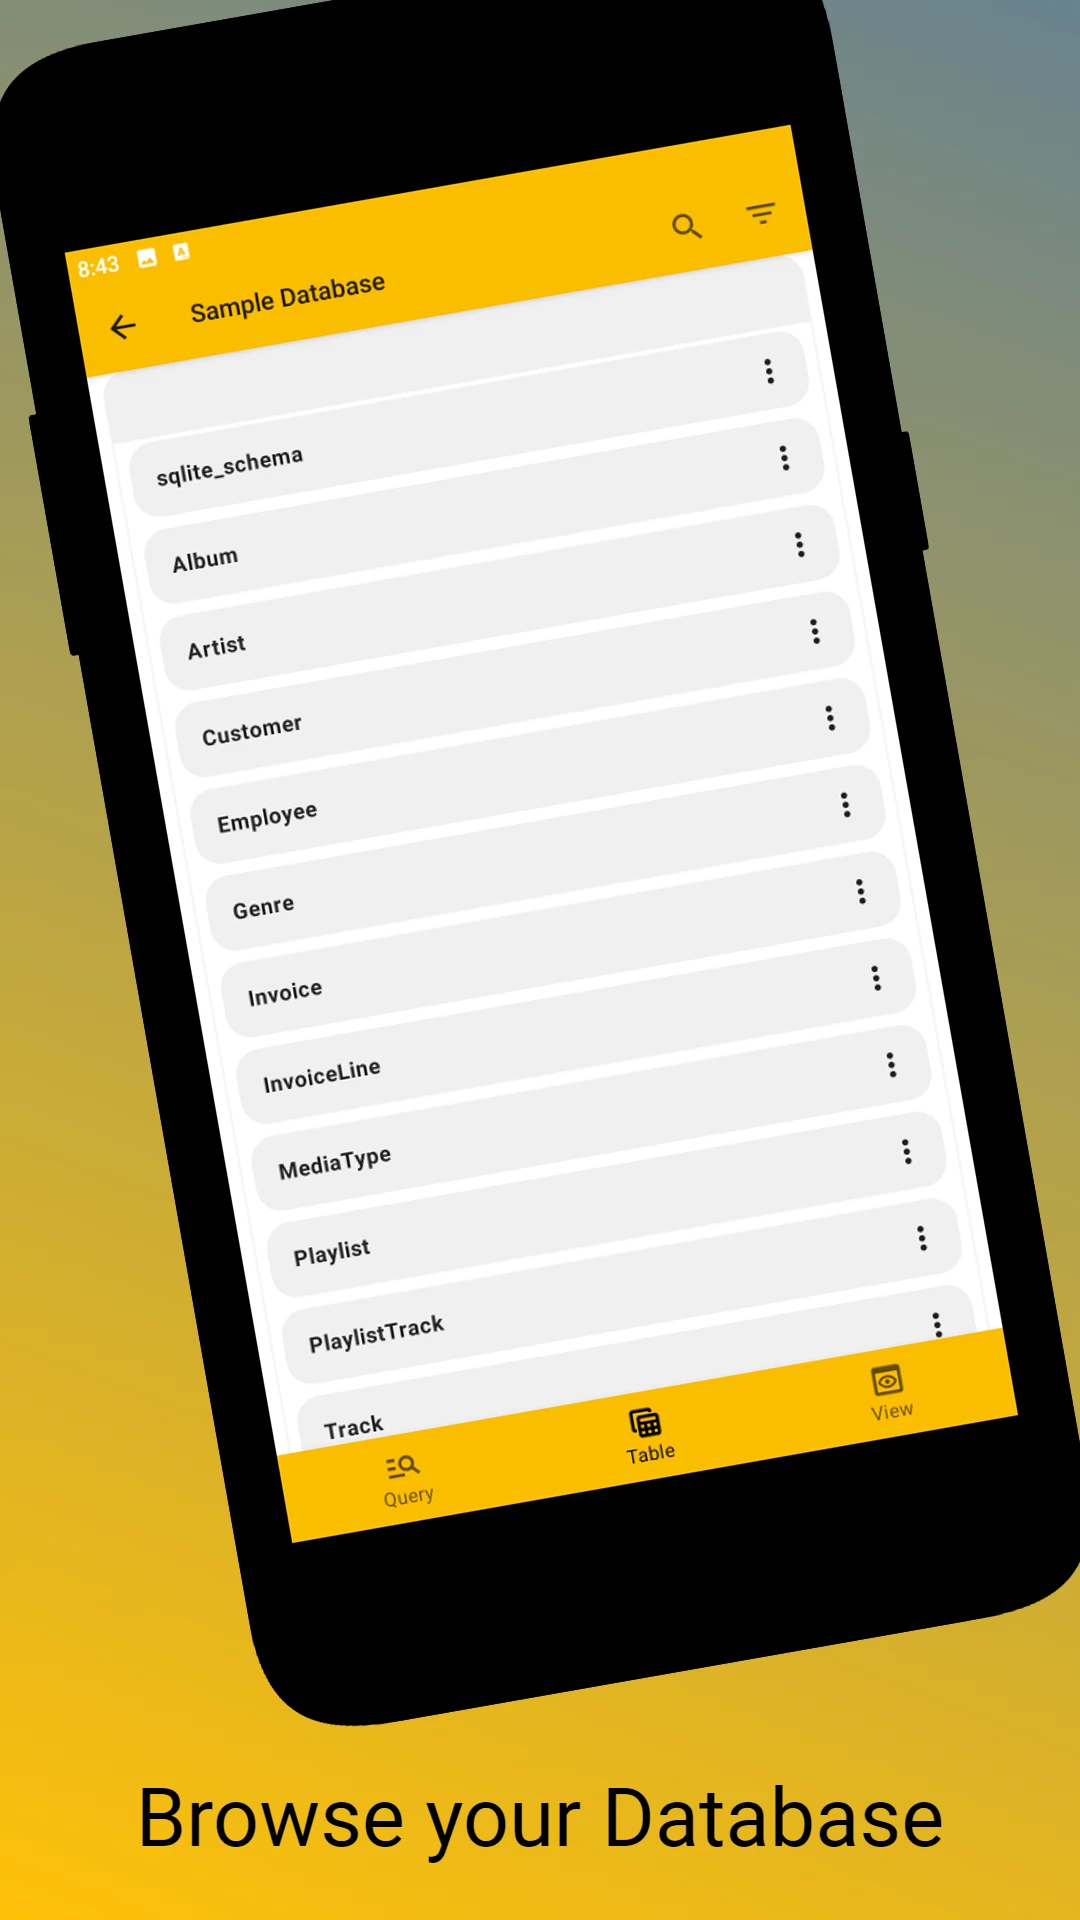 8:43
Sample Database
sqlite_schema
Album
Artist
Customer
Employee
Genre
Invoice
InvoiceLine
MediaType
Playlist
PlaylistTrack
Track
Query
Table
View
Browse your Database